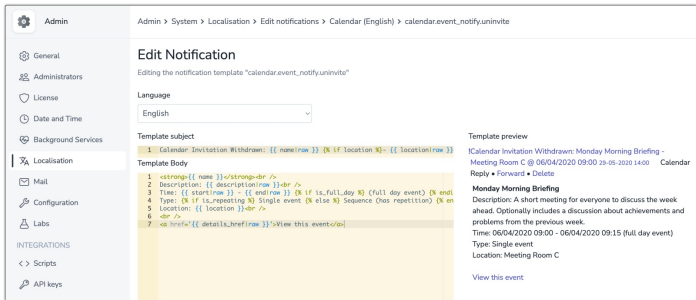 Admin
Admin > System > Localisation > Edit notifications > Calendar (English) > calendar.event_notify.uninvite
General
Administrators
License
Date and Time
Background Services
Localisation
Mail
Configuration
Labs
INTEGRATIONS
Scripts
API keys
Edit Notification
Editing the notification template "calendar.event_notify.uninvite"
Language
English
Template subject
1 Calendar Invitation Withdrawn: {{ name|raw }} {% if location %}- {{ location|raw }}
Template Body
1 <strong>{{ name }}</strong><br />
2 Description: {{ description|raw }}<br />
3 Time: {{ start|raw }} - {{ end|raw }} {% if is_full_day %} (full day event) {% endi
4 Type: {% if is_repeating %} Single event {% else %} Sequence (has repetition) {% en
5 Location: {{ location }}<br />
6 <br />
7 <a href='{{ details_href|raw }}'>View this event</a>
Template preview
!Calendar Invitation Withdrawn: Monday Morning Briefing -
Meeting Room C @ 06/04/2020 09:00 29-05-2020 14:00 Calendar
Reply • Forward • Delete
Monday Morning Briefing
Description: A short meeting for everyone to discuss the week
ahead. Optionally includes a discussion about achievements and
problems from the previous week.
Time: 06/04/2020 09:00 - 06/04/2020 09:15 (full day event)
Type: Single event
Location: Meeting Room C
View this event